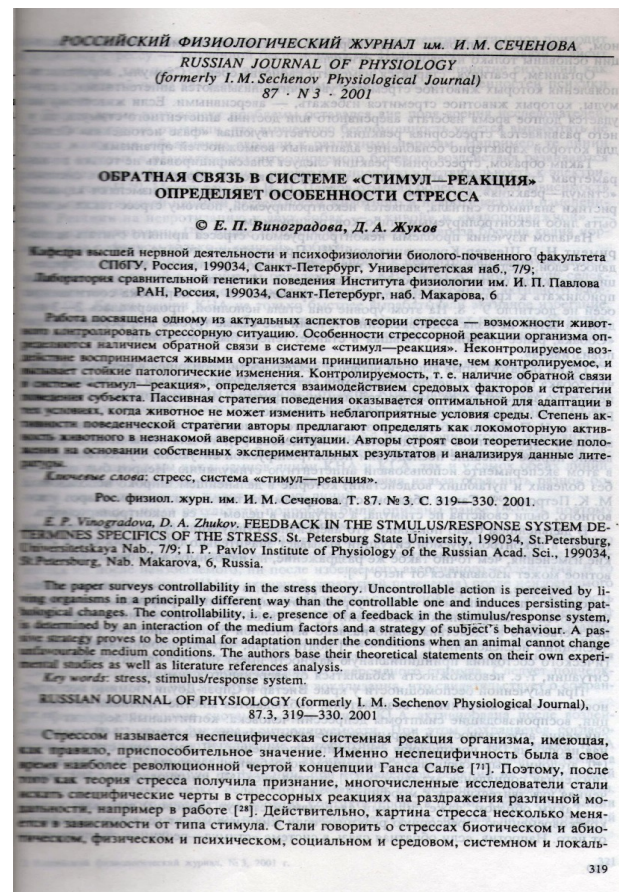 РОССИЙСКИЙ ФИЗИОЛОГИЧЕСКИЙ ЖУРНАЛ им. И. М. СЕЧЕНОВА
RUSSIAN JOURNAL OF PHYSIOLOGY
(formerly I. M. Sechenov Physiological Journal)
87 · N 3 · 2001
ОБРАТНАЯ СВЯЗЬ В СИСТЕМЕ «СТИМУЛ—РЕАКЦИЯ»
ОПРЕДЕЛЯЕТ ОСОБЕННОСТИ СТРЕССА
© Е. П. Виноградова, Д. А. Жуков
Кафедра высшей нервной деятельности и психофизиологии биолого-почвенного факультета
СПбГУ, Россия, 199034, Санкт-Петербург, Университетская наб., 7/9;
Лаборатория сравнительной генетики поведения Института физиологии им. И. П. Павлова
РАН, Россия, 199034, Санкт-Петербург, наб. Макарова, 6
Работа посвящена одному из актуальных аспектов теории стресса — возможности живот-
ного контролировать стрессорную ситуацию. Особенности стрессорной реакции организма оп-
ределяются наличием обратной связи в системе «стимул—реакция». Неконтролируемое воз-
действие воспринимается живыми организмами принципиально иначе, чем контролируемое, и
вызывает стойкие патологические изменения. Контролируемость, т. е. наличие обратной связи
в системе «стимул—реакция», определяется взаимодействием средовых факторов и стратегии
поведения субъекта. Пассивная стратегия поведения оказывается оптимальной для адаптации в
тех условиях, когда животное не может изменить неблагоприятные условия среды. Степень ак-
тивности поведенческой стратегии авторы предлагают определять как локомоторную актив-
ность животного в незнакомой аверсивной ситуации. Авторы строят свои теоретические поло-
жения на основании собственных экспериментальных результатов и анализируя данные лите-
ратуры.
Ключевые слова: стресс, система «стимул—реакция».
Рос. физиол. журн. им. И. М. Сеченова. Т. 87. № 3. С. 319—330. 2001.
E. P. Vinogradova, D. A. Zhukov. FEEDBACK IN THE STMULUS/RESPONSE SYSTEM DE-
TERMINES SPECIFICS OF THE STRESS. St. Petersburg State University, 199034, St.Petersburg,
Universitetskaya Nab., 7/9; I. P. Pavlov Institute of Physiology of the Russian Acad. Sci., 199034,
St.Petersburg, Nab. Makarova, 6, Russia.
The paper surveys controllability in the stress theory. Uncontrollable action is perceived by li-
ving organisms in a principally different way than the controllable one and induces persisting pat-
hological changes. The controllability, i. e. presence of a feedback in the stimulus/response system,
is determined by an interaction of the medium factors and a strategy of subject's behaviour. A pas-
sive strategy proves to be optimal for adaptation under the conditions when an animal cannot change
unfavourable medium conditions. The authors base their theoretical statements on their own experi-
mental studies as well as literature references analysis.
Key words: stress, stimulus/response system.
RUSSIAN JOURNAL OF PHYSIOLOGY (formerly I. M. Sechenov Physiological Journal),
87.3, 319—330. 2001
Стрессом называется неспецифическая системная реакция организма, имеющая,
как правило, приспособительное значение. Именно неспецифичность была в свое
время наиболее революционной чертой концепции Ганса Салье [71]. Поэтому, после
того как теория стресса получила признание, многочисленные исследователи стали
искать специфические черты в стрессорных реакциях на раздражения различной мо-
дальности, например в работе [28]. Действительно, картина стресса несколько меня-
ется в зависимости от типа стимула. Стали говорить о стрессах биотическом и абио-
тическом, физическом и психическом, социальном и средовом, системном и локаль-
319